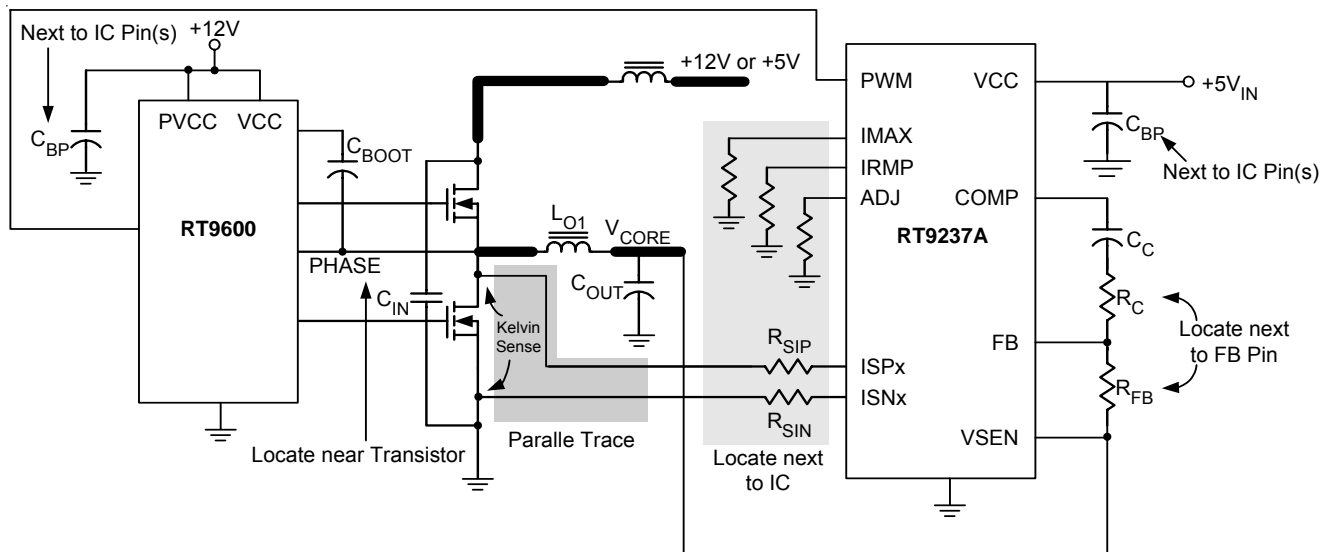 Next to IC Pin(s)
+12V
+12V or +5V
PVCC
VCC
C_BP
C_BOOT
RT9600
PHASE
L_O1
V_CORE
C_IN
C_OUT
Kelvin
Sense
Paralle Trace
Locate near Transistor
PWM
VCC
+5V_IN
C_BP
Next to IC Pin(s)
IMAX
IRMP
ADJ
COMP
RT9237A
C_C
R_C
Locate next
to FB Pin
FB
R_FB
R_SIP
ISPx
R_SIN
ISNx
VSEN
Locate next
to IC